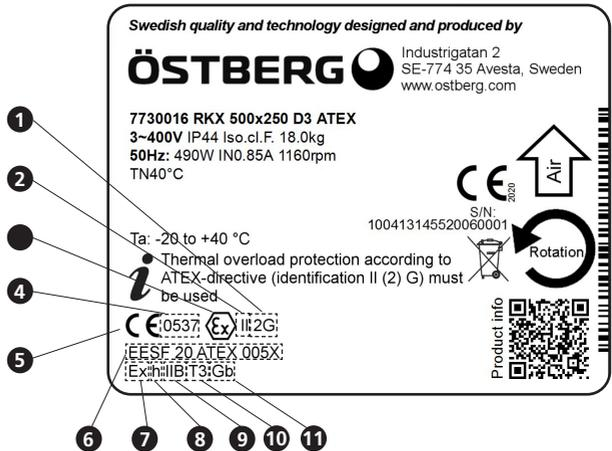 Swedish quality and technology designed and produced by
ÖSTBERG
Industrigatan 2
SE-774 35 Avesta, Sweden
www.ostberg.com
7730016 RKX 500x250 D3 ATEX
3~400V IP44 Iso.cl.F. 18.0kg
50Hz: 490W IN0.85A 1160rpm
TN40°C
CE 2020
Air
S/N:
100413145520060001
Rotation
Ta: -20 to +40 °C
i Thermal overload protection according to
ATEX-directive (identification II (2) G) must
be used
CE 0537 Ex II 2G
EESF 20 ATEX 005X
Ex h IIB T3 Gb
Product info
1
2
4
5
6
7
8
9
10
11